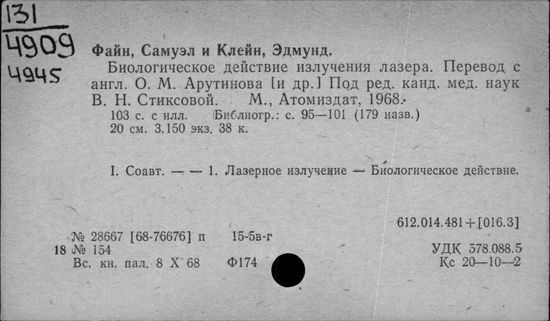 131
4909
4945
Файн, Самуэл и Клейн, Эдмунд.
Биологическое действие излучения лазера. Перевод с
англ. О. М. Арутинова [и др.] Под ред. канд. мед. наук
В. Н. Стиксовой. М., Атомиздат, 1968.
103 с. с илл. Библиогр.: с. 95—101 (179 назв.)
20 см. 3.150 экз. 38 к.
I. Соавт. — — 1. Лазерное излучение — Биологическое действие.
612.014.481+[016.3]
№ 28667 [68-76676] п 15-5в-г
18 № 154 УДК 578.088.5
Вс. кн. пал. 8 X 68 Ф174 Кс 20—10—2